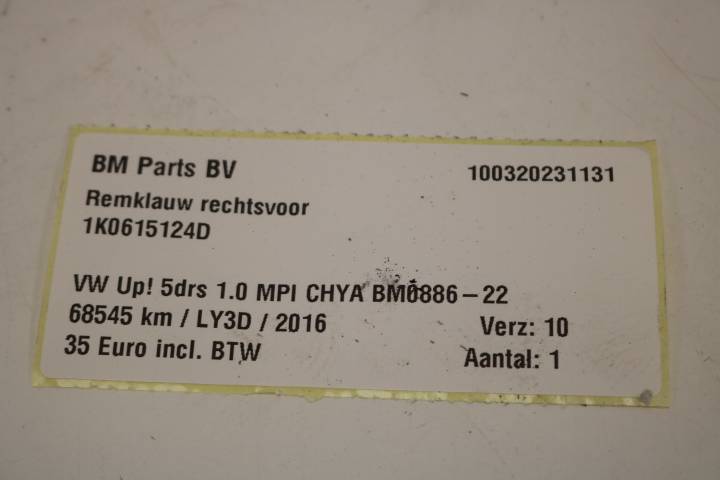 BM Parts BV 100320231131
Remklauw rechtsvoor
1K0615124D
VW Up! 5drs 1.0 MPI CHYA BM0886-22
68545 km / LY3D / 2016 Verz: 10
35 Euro incl. BTW Aantal: 1